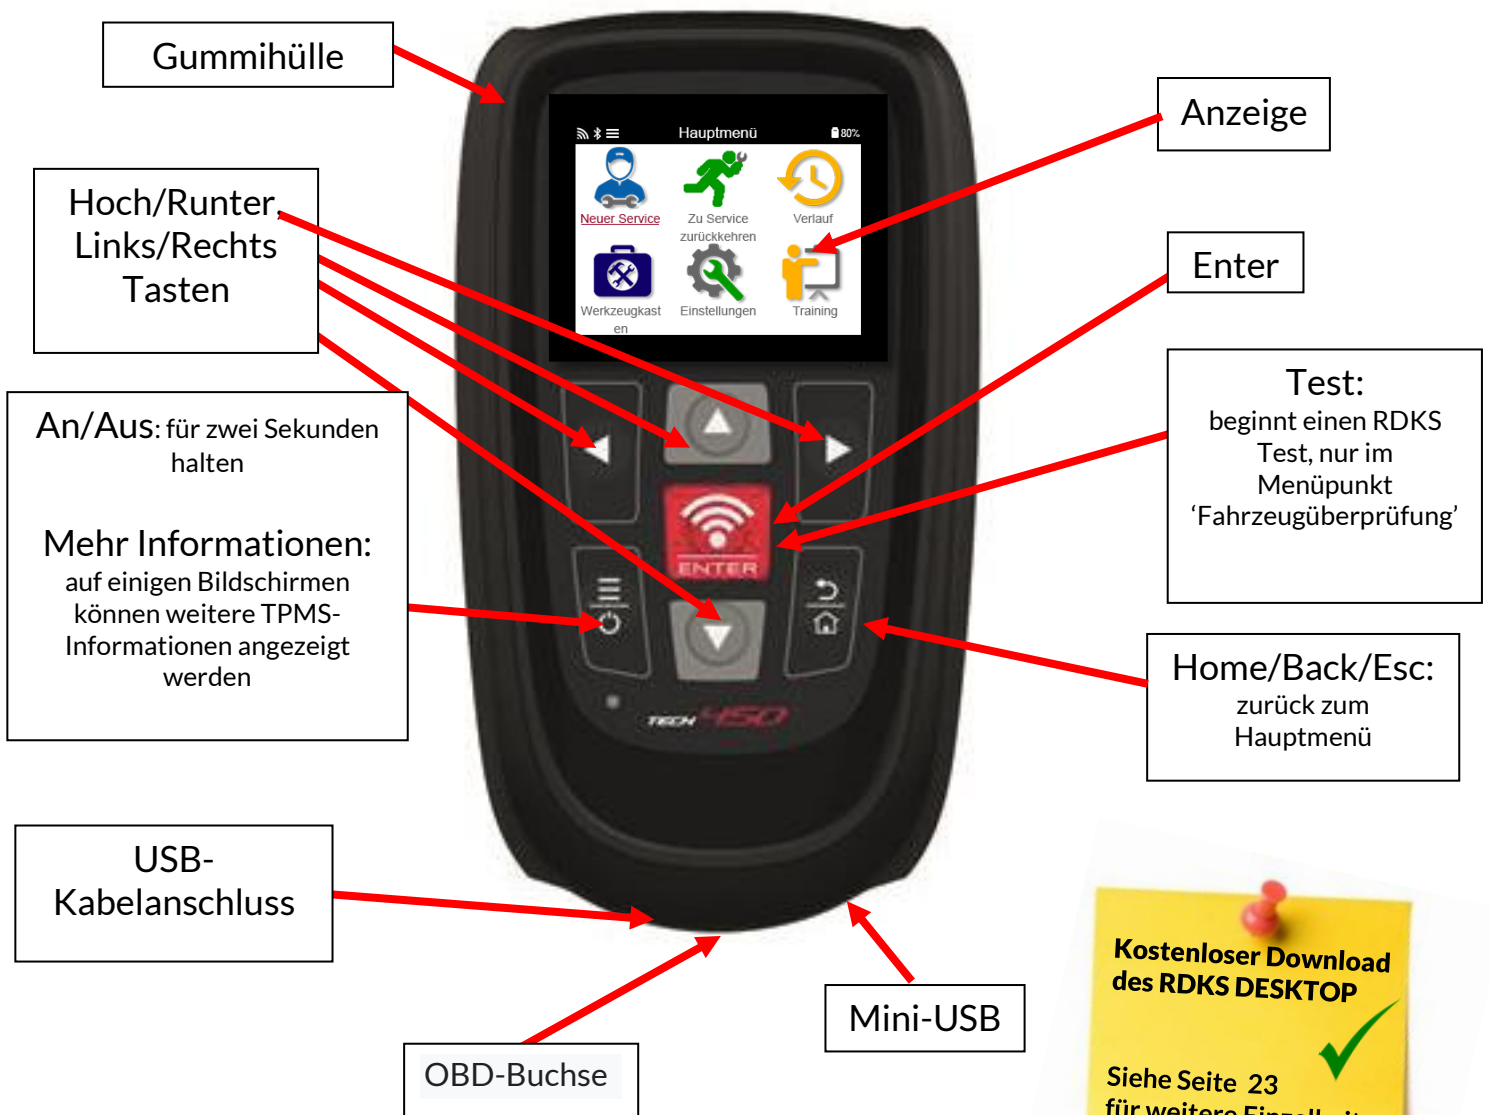 Gummihülle
Anzeige
Hauptmenü
80%
Neuer Service
Zu Service
zurückkehren
Verlauf
Werkzeugkast
en
Einstellungen
Training
Hoch/Runter,
Links/Rechts
Tasten
Enter
Test:
beginnt einen RDKS
Test, nur im
Menüpunkt
‘Fahrzeugüberprüfung’
An/Aus: für zwei Sekunden
halten
Mehr Informationen:
auf einigen Bildschirmen
können weitere TPMS-
Informationen angezeigt
werden
ENTER
TECH 450
Home/Back/Esc:
zurück zum
Hauptmenü
USB-
Kabelanschluss
OBD-Buchse
Mini-USB
Kostenloser Download
des RDKS DESKTOP
Siehe Seite 23
für weitere